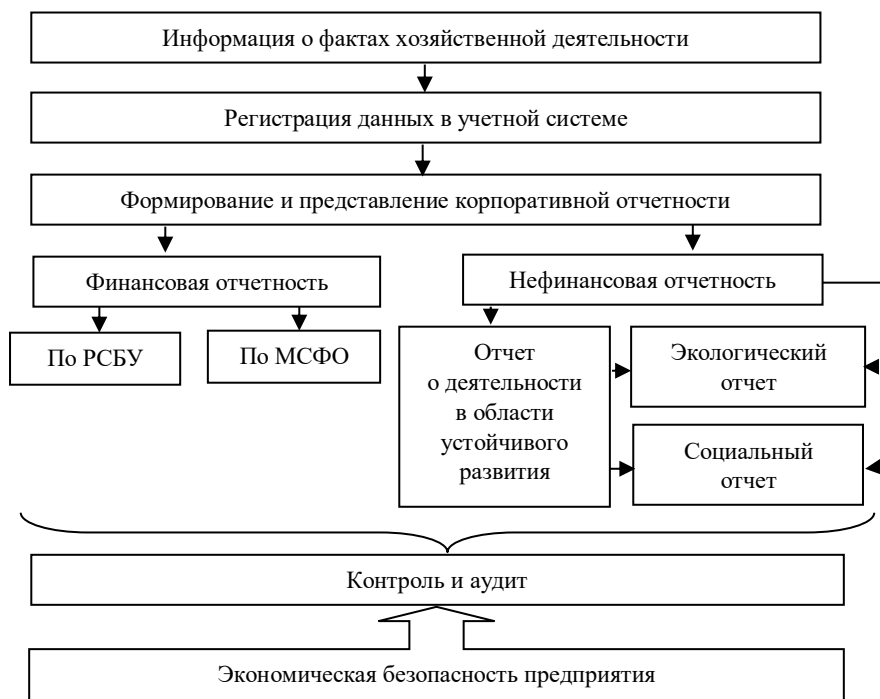 Информация о фактах хозяйственной деятельности
Регистрация данных в учетной системе
Формирование и представление корпоративной отчетности
Финансовая отчетность
Нефинансовая отчетность
По РСБУ
По МСФО
Отчет
о деятельности
в области
устойчивого
развития
Экологический
отчет
Социальный
отчет
Контроль и аудит
Экономическая безопасность предприятия